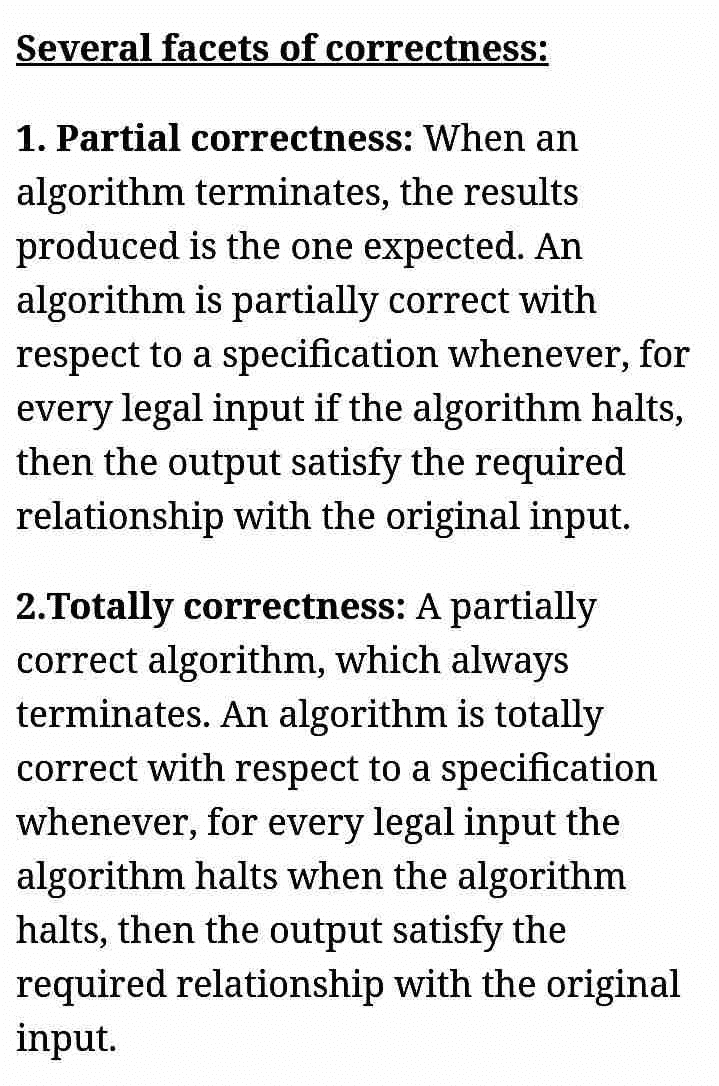 Several facets of correctness:
1. Partial correctness: When an
algorithm terminates, the results
produced is the one expected. An
algorithm is partially correct with
respect to a specification whenever, for
every legal input if the algorithm halts,
then the output satisfy the required
relationship with the original input.
2.Totally correctness: A partially
correct algorithm, which always
terminates. An algorithm is totally
correct with respect to a specification
whenever, for every legal input the
algorithm halts when the algorithm
halts, then the output satisfy the
required relationship with the original
input.